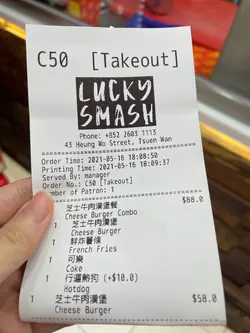 C50 [Takeout]
LUCKY
SMASH
Phone: +852 2603 1113
43 Heung Wo Street, Tsuen Wan
Order Time: 2021-05-16 18:08:50
Printing Time: 2021-05-16 18:09:37
Served By: manager
Order No.: C50 [Takeout]
Number of Patron: 1
芝士牛肉漢堡餐 $88.0
Cheese Burger Combo
1 芝士牛肉漢堡
Cheese Burger
1 鮮炸薯條
French Fries
1 可樂
Coke
1 行運熱狗 (+$10.0)
Hotdog
1 芝士牛肉漢堡 $58.0
Cheese Burger